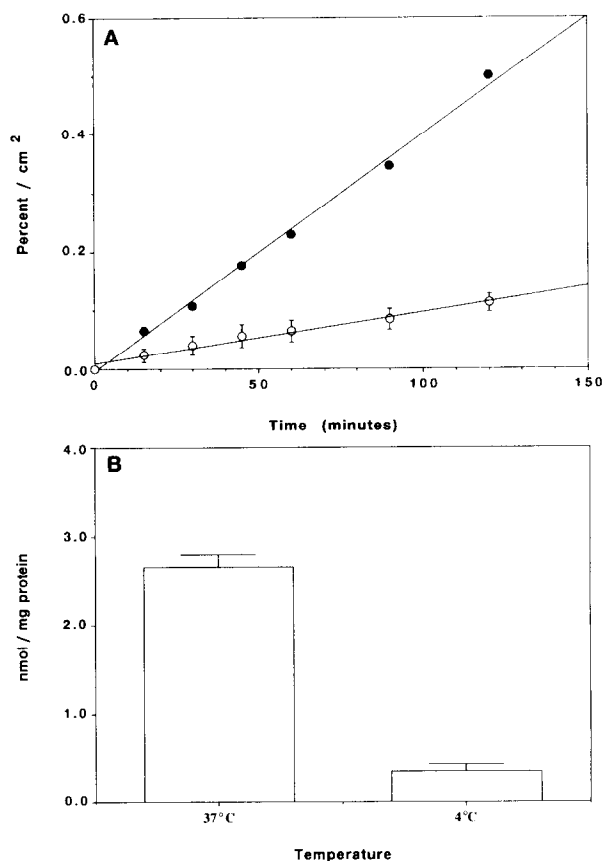 A
0.6
0.4
0.2
0.0
Percent / cm 2
0 50 100 150
Time (minutes)
B
4.0
3.0
2.0
1.0
0.0
nmol / mg protein
37°C 4°C
Temperature